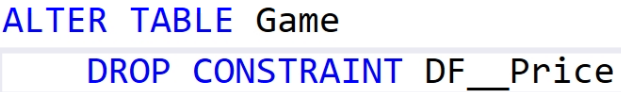 ALTER TABLE Game
DROP CONSTRAINT DF__Price